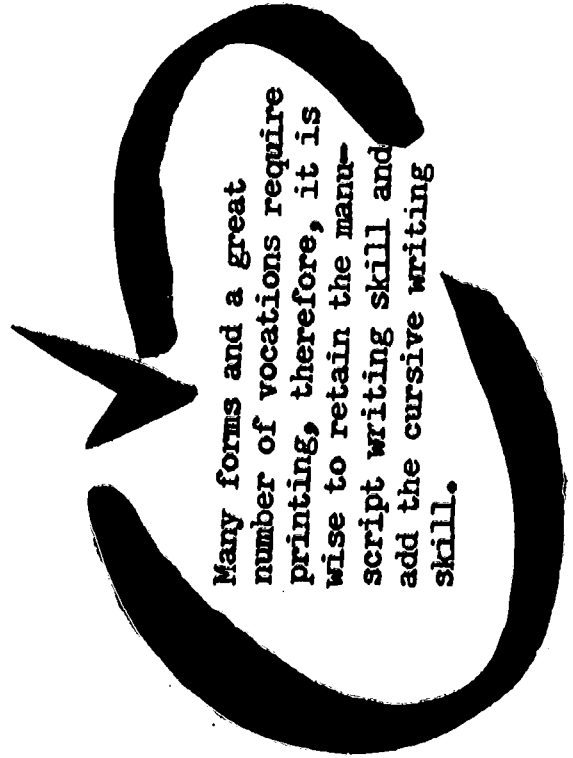 Many forms and a great
number of vocations require
printing, therefore, it is
wise to retain the manu-
script writing skill and
add the cursive writing
skill.